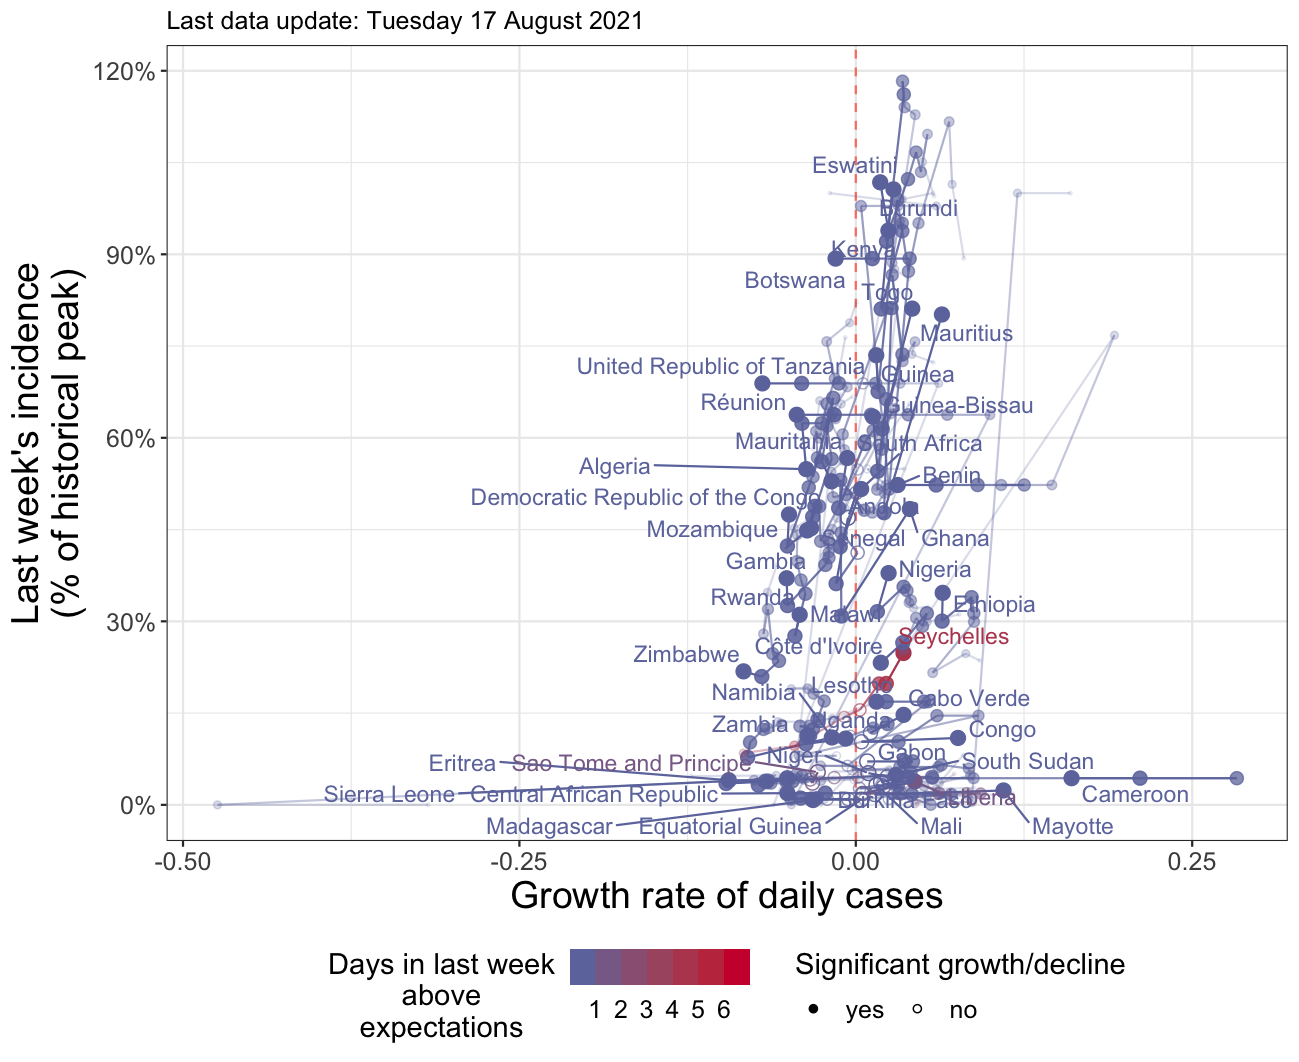 Last data update: Tuesday 17 August 2021
Last week's incidence
(% of historical peak)
120%
90%
60%
30%
0%
Eswatini
Burundi
Kenya
Botswana
Togo
Mauritius
United Republic of Tanzania
Guinea
Réunion
Guinea-Bissau
Mauritania
South Africa
Algeria
Benin
Democratic Republic of the Congo
Angola
Mozambique
Senegal
Ghana
Gambia
Nigeria
Rwanda
Malawi
Ethiopia
Seychelles
Côte d'Ivoire
Zimbabwe
Namibia
Lesotho
Cabo Verde
Zambia
Uganda
Congo
Niger
Gabon
Eritrea
Sao Tome and Principe
South Sudan
Sierra Leone
Central African Republic
Burkina Faso
Liberia
Cameroon
Madagascar
Equatorial Guinea
Mali
Mayotte
-0.50
-0.25
0.00
0.25
Growth rate of daily cases
Days in last week
above
expectations
1 2 3 4 5 6
Significant growth/decline
yes
no